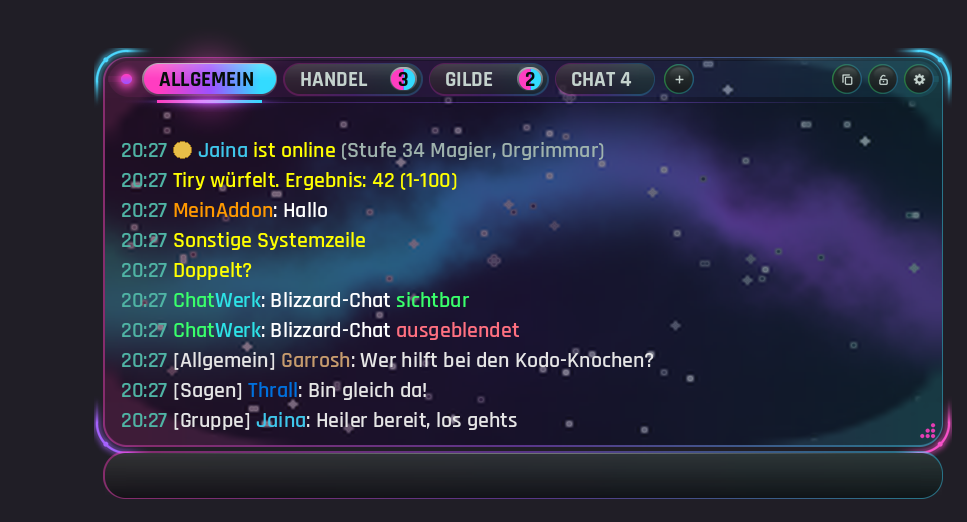 ALLGEMEIN HANDEL 3 GILDE 2 CHAT 4 +
20:27 Jaina ist online (Stufe 34 Magier, Orgrimmar)
20:27 Tiry würfelt. Ergebnis: 42 (1-100)
20:27 MeinAddon: Hallo
20:27 Sonstige Systemzeile
20:27 Doppelt?
20:27 ChatWerk: Blizzard-Chat sichtbar
20:27 ChatWerk: Blizzard-Chat ausgeblendet
20:27 [Allgemein] Garrosh: Wer hilft bei den Kodo-Knochen?
20:27 [Sagen] Thrall: Bin gleich da!
20:27 [Gruppe] Jaina: Heiler bereit, los gehts